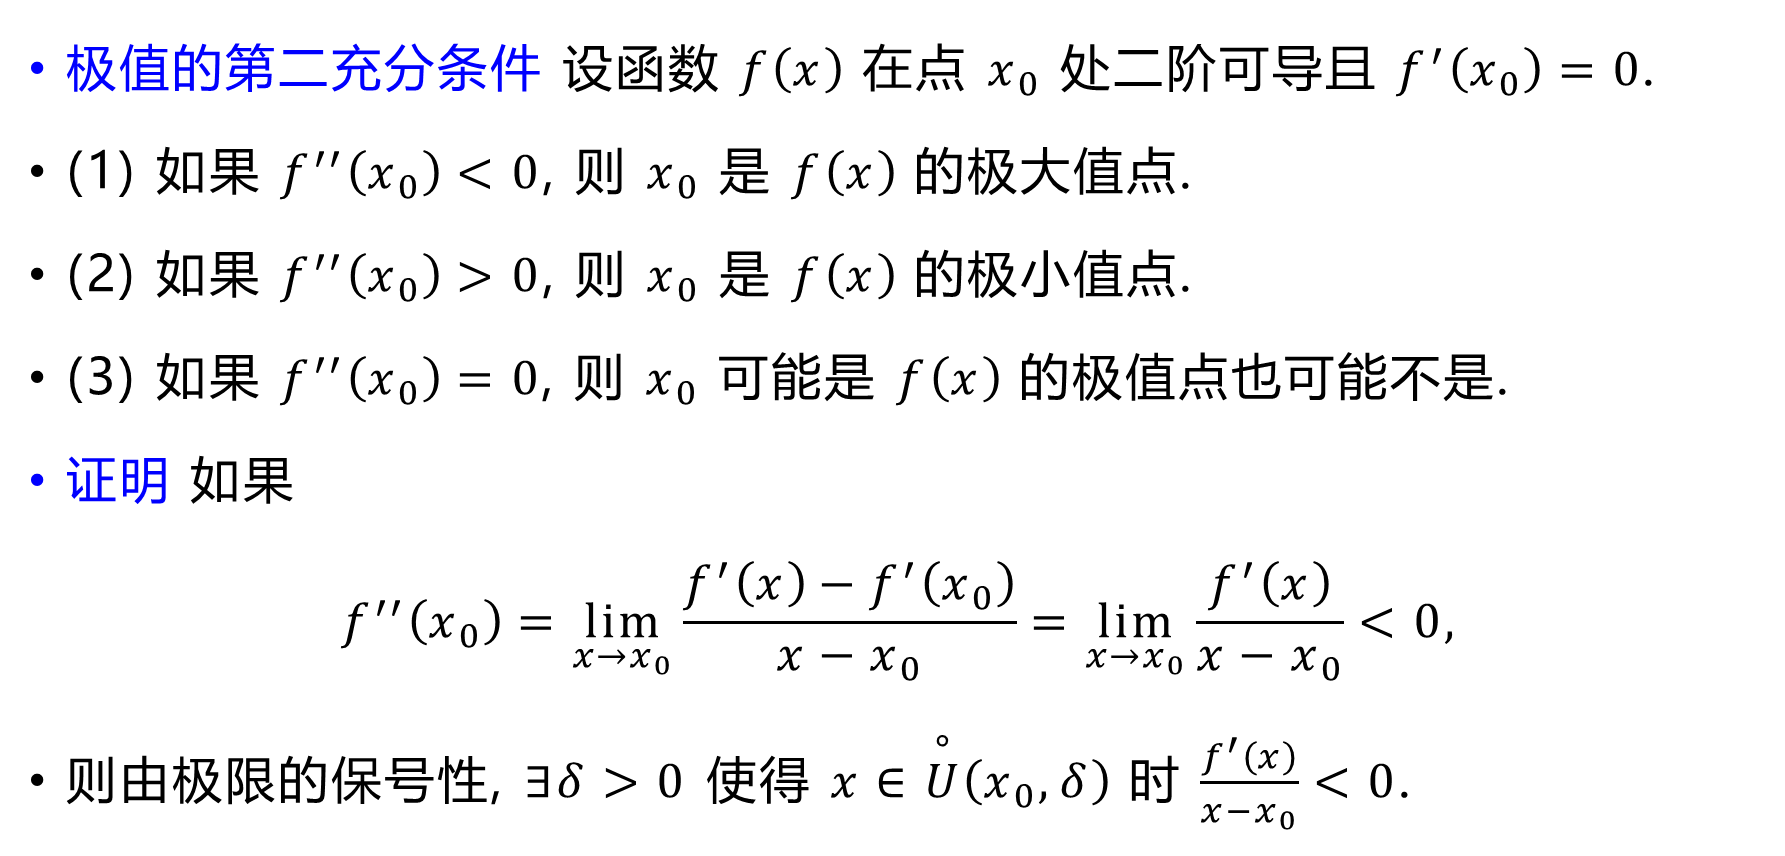 • 极值的第二充分条件 设函数 f(x) 在点 x₀ 处二阶可导且 f′(x₀) = 0.
• (1) 如果 f′′(x₀) < 0, 则 x₀ 是 f(x) 的极大值点.
• (2) 如果 f′′(x₀) > 0, 则 x₀ 是 f(x) 的极小值点.
• (3) 如果 f′′(x₀) = 0, 则 x₀ 可能是 f(x) 的极值点也可能不是.
• 证明 如果
f′′(x₀) = lim_{x→x₀} \frac{f′(x) − f′(x₀)}{x − x₀} = lim_{x→x₀} \frac{f′(x)}{x − x₀} < 0,
• 则由极限的保号性, ∃δ > 0 使得 x ∈ Ů(x₀, δ) 时 \frac{f′(x)}{x−x₀} < 0.